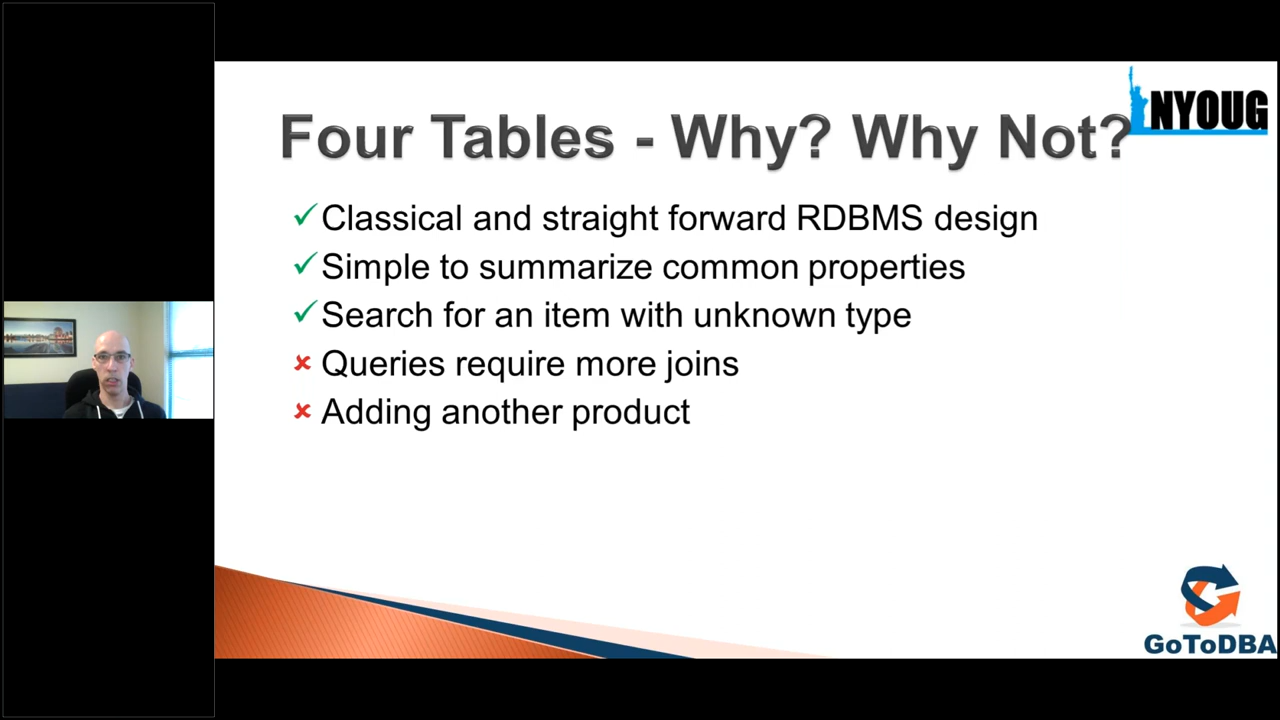 NYOUG
Four Tables - Why? Why Not?
Classical and straight forward RDBMS design
Simple to summarize common properties
Search for an item with unknown type
Queries require more joins
Adding another product
GoToDBA